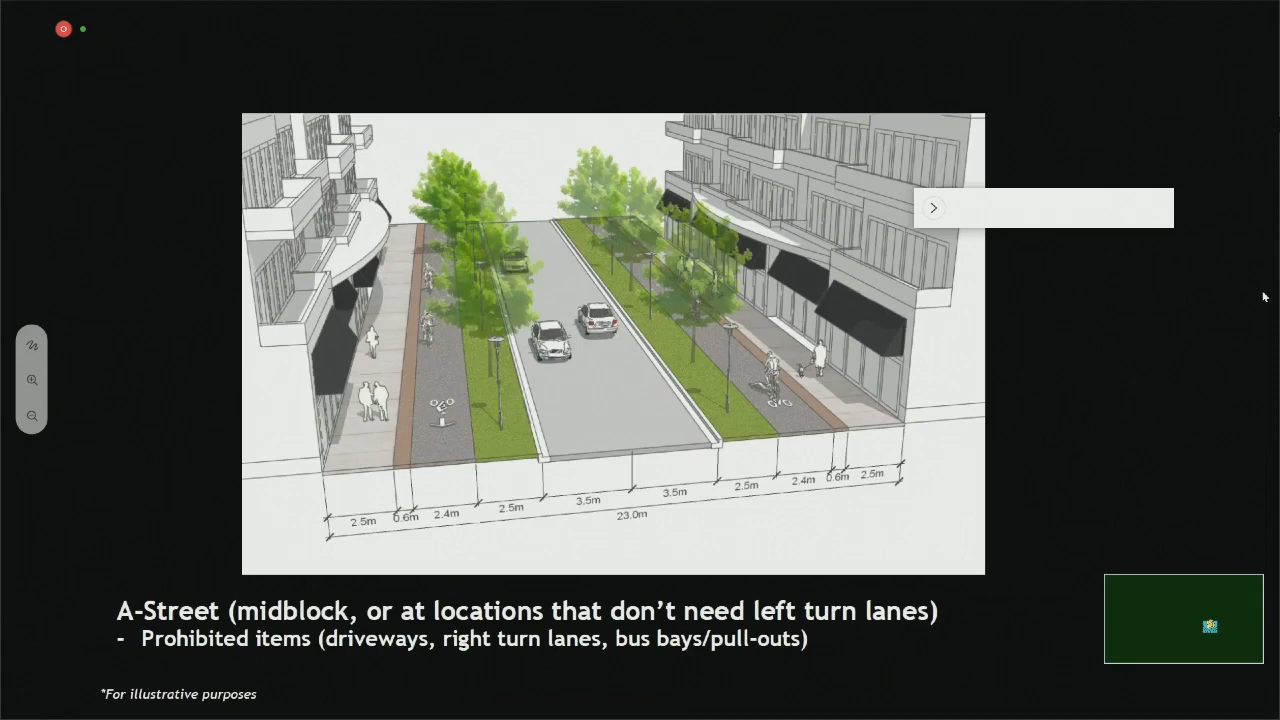 2.5m 0.6m 2.4m 2.5m 3.5m 3.5m 2.5m 2.4m 0.6m 2.5m
23.0m
A-Street (midblock, or at locations that don’t need left turn lanes)
- Prohibited items (driveways, right turn lanes, bus bays/pull-outs)
*For illustrative purposes